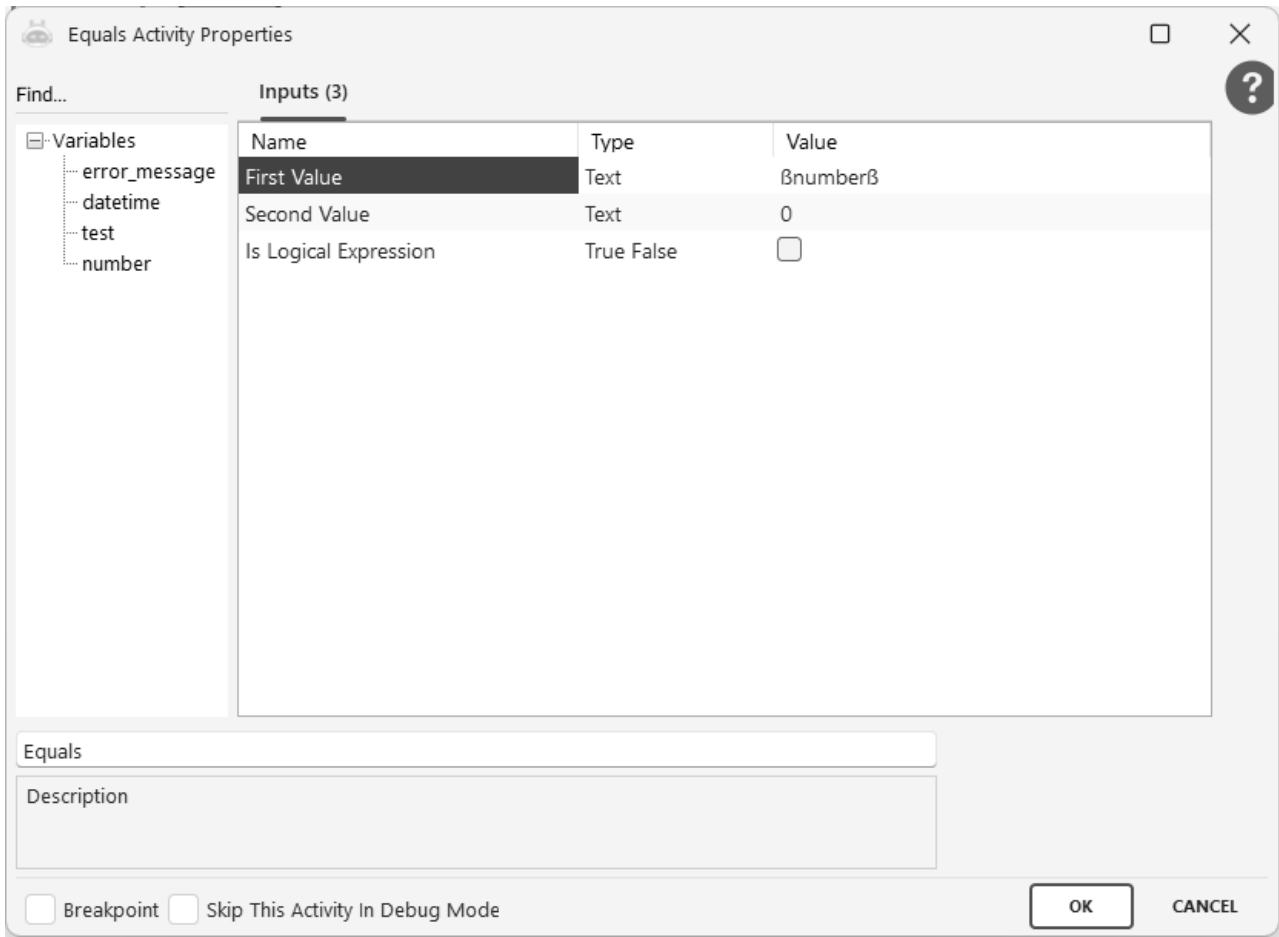 Equals Activity Properties
Find...
Inputs (3)
?
Variables
error_message
datetime
test
number
Name Type Value
First Value Text ßnumberß
Second Value Text 0
Is Logical Expression True False
Equals
Description
Breakpoint Skip This Activity In Debug Mode OK CANCEL